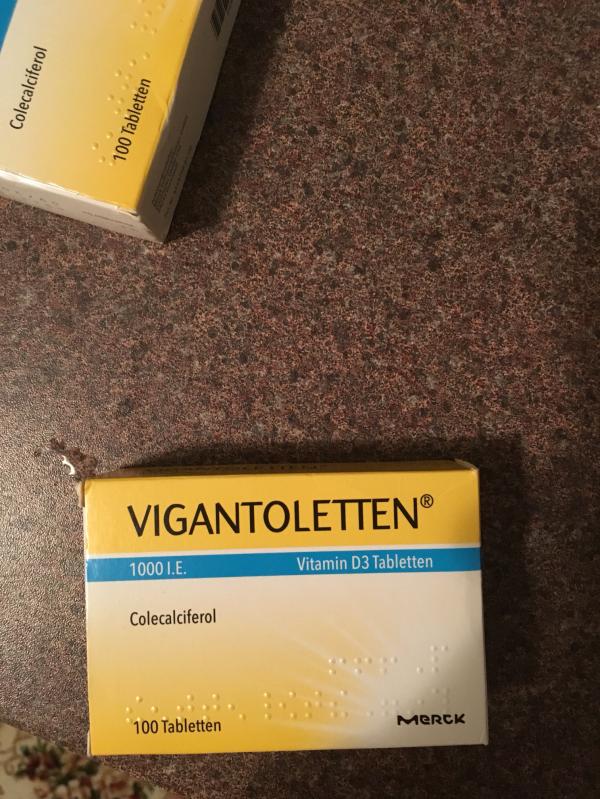 Colecalciferol
100 Tabletten
VIGANTOLETTEN®
1000 I.E.
Vitamin D3 Tabletten
Colecalciferol
100 Tabletten
MERCK